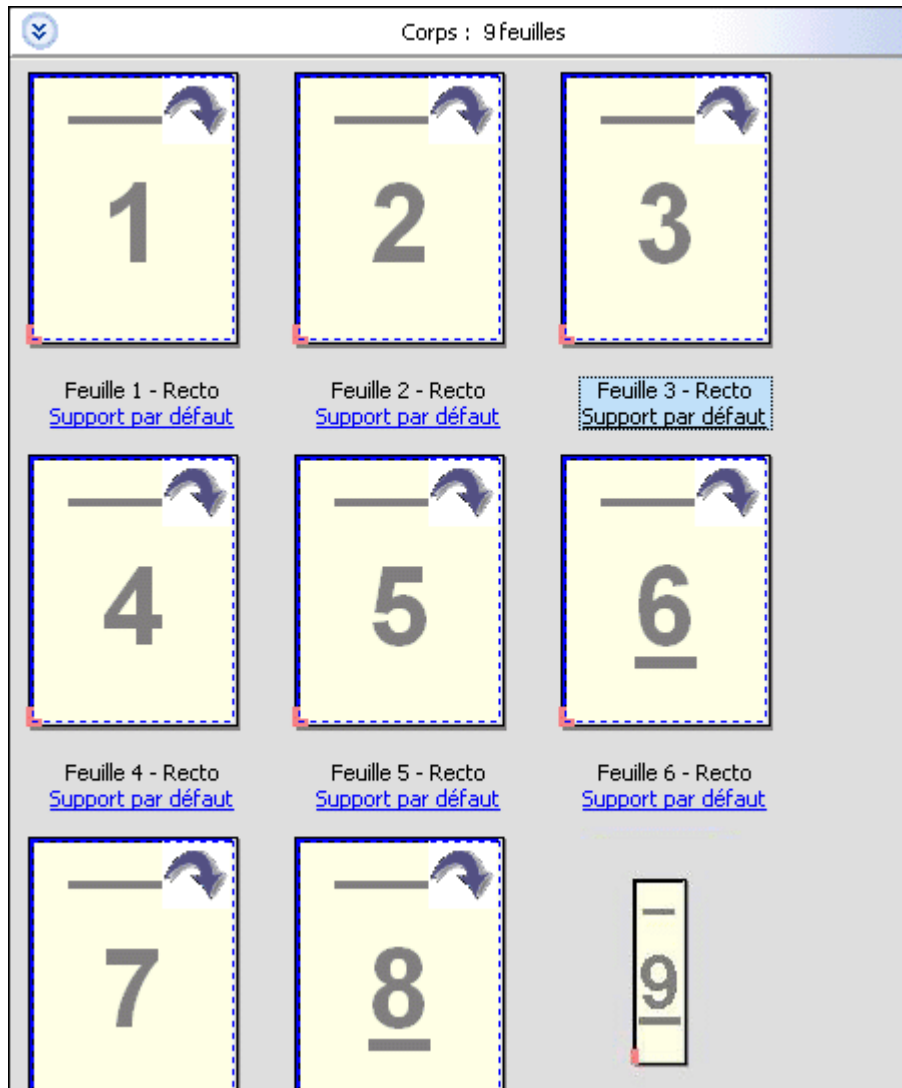 Corps : 9 feuilles
1 2 3
Feuille 1 - Recto Feuille 2 - Recto Feuille 3 - Recto
Support par défaut Support par défaut Support par défaut
4 5 6
Feuille 4 - Recto Feuille 5 - Recto Feuille 6 - Recto
Support par défaut Support par défaut Support par défaut
7 8 9